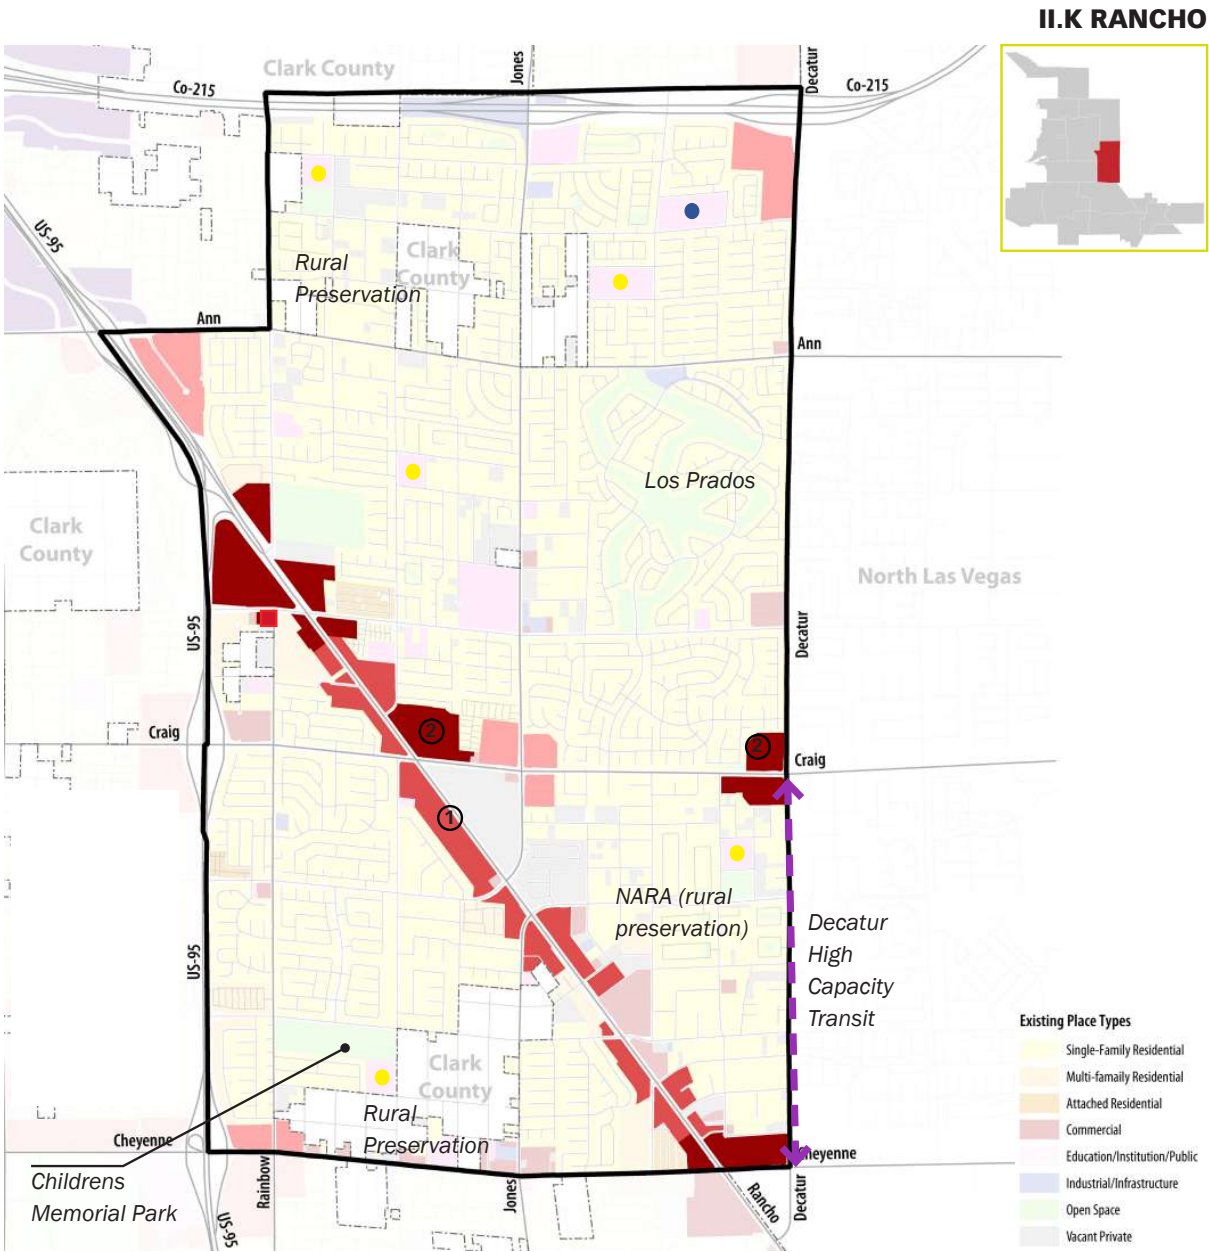 II.K RANCHO
Clark County
Jones
Decatur
Co-215
Co-215
US-95
Clark
County
Rural
Preservation
Ann
Ann
Los Prados
Clark
County
North Las Vegas
US-95
Decatur
2
2
Craig
Craig
1
NARA (rural
preservation)
Decatur
High
Capacity
Transit
US-95
Existing Place Types
Single-Family Residential
Multi-famaily Residential
Attached Residential
Commercial
Education/Institution/Public
Industrial/Infrastructure
Open Space
Vacant Private
Clark
County
Rural
Preservation
Cheyenne
heyenne
Childrens
Memorial Park
Rainbow
Jones
Rancho
Decatur
US-95